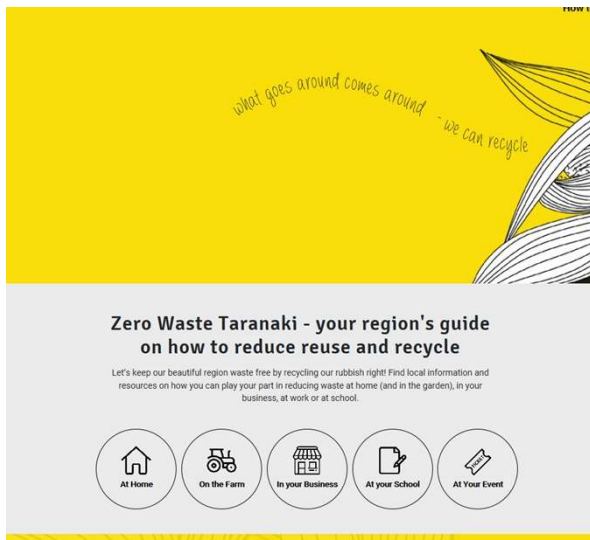 what goes around comes around - we can recycle
Zero Waste Taranaki - your region's guide
on how to reduce reuse and recycle
Let's keep our beautiful region waste free by recycling our rubbish right! Find local information and
resources on how you can play your part in reducing waste at home (and in the garden), in your
business, at work or at school.
At Home
On the Farm
In your Business
At your School
At Your Event